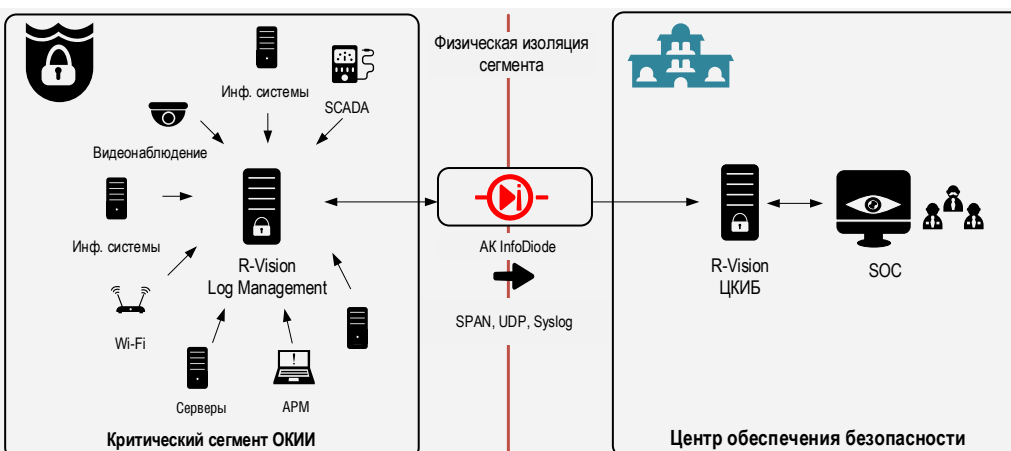 Инф. системы
SCADA
Видеонаблюдение
Инф. системы
R-Vision
Log Management
Wi-Fi
Серверы
АРМ
Критический сегмент ОКИИ
Физическая изоляция
сегмента
Di
АК InfoDiode
SPAN, UDP, Syslog
R-Vision
ЦКИБ
SOC
Центр обеспечения безопасности